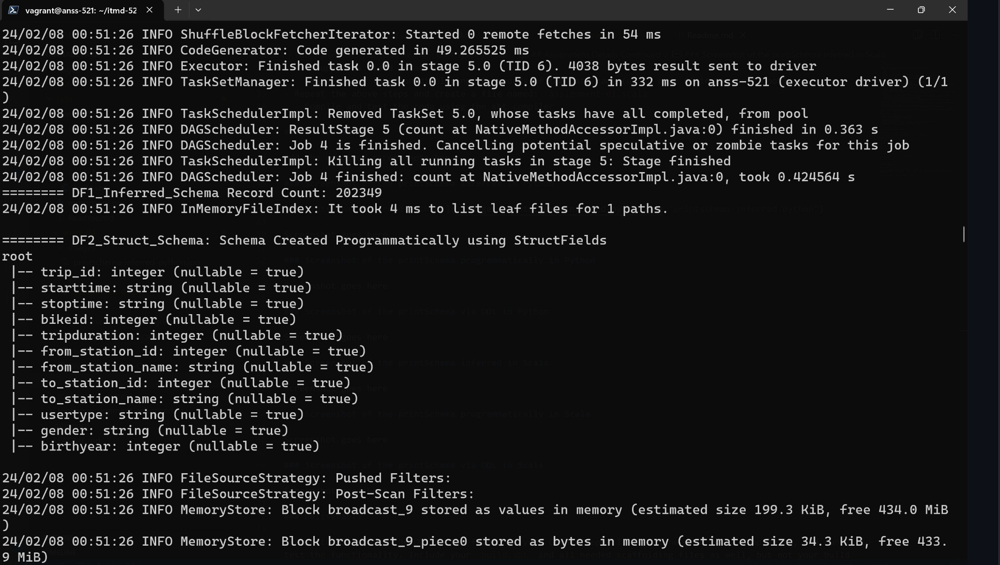 vagrant@anss-521: ~/itmd-52
24/02/08 00:51:26 INFO ShuffleBlockFetcherIterator: Started 0 remote fetches in 54 ms
24/02/08 00:51:26 INFO CodeGenerator: Code generated in 49.265525 ms
24/02/08 00:51:26 INFO Executor: Finished task 0.0 in stage 5.0 (TID 6). 4038 bytes result sent to driver
24/02/08 00:51:26 INFO TaskSetManager: Finished task 0.0 in stage 5.0 (TID 6) in 332 ms on anss-521 (executor driver) (1/1
)
24/02/08 00:51:26 INFO TaskSchedulerImpl: Removed TaskSet 5.0, whose tasks have all completed, from pool
24/02/08 00:51:26 INFO DAGScheduler: ResultStage 5 (count at NativeMethodAccessorImpl.java:0) finished in 0.363 s
24/02/08 00:51:26 INFO DAGScheduler: Job 4 is finished. Cancelling potential speculative or zombie tasks for this job
24/02/08 00:51:26 INFO TaskSchedulerImpl: Killing all running tasks in stage 5: Stage finished
24/02/08 00:51:26 INFO DAGScheduler: Job 4 finished: count at NativeMethodAccessorImpl.java:0, took 0.424564 s
======== DF1_Inferred_Schema Record Count: 202349
24/02/08 00:51:26 INFO InMemoryFileIndex: It took 4 ms to list leaf files for 1 paths.
======== DF2_Struct_Schema: Schema Created Programmatically using StructFields
root
|-- trip_id: integer (nullable = true)
|-- starttime: string (nullable = true)
|-- stoptime: string (nullable = true)
|-- bikeid: integer (nullable = true)
|-- tripduration: integer (nullable = true)
|-- from_station_id: integer (nullable = true)
|-- from_station_name: string (nullable = true)
|-- to_station_id: integer (nullable = true)
|-- to_station_name: string (nullable = true)
|-- usertype: string (nullable = true)
|-- gender: string (nullable = true)
|-- birthyear: integer (nullable = true)
24/02/08 00:51:26 INFO FileSourceStrategy: Pushed Filters:
24/02/08 00:51:26 INFO FileSourceStrategy: Post-Scan Filters:
24/02/08 00:51:26 INFO MemoryStore: Block broadcast_9 stored as values in memory (estimated size 199.3 KiB, free 434.0 MiB
)
24/02/08 00:51:26 INFO MemoryStore: Block broadcast_9_piece0 stored as bytes in memory (estimated size 34.3 KiB, free 433.
9 MiB)